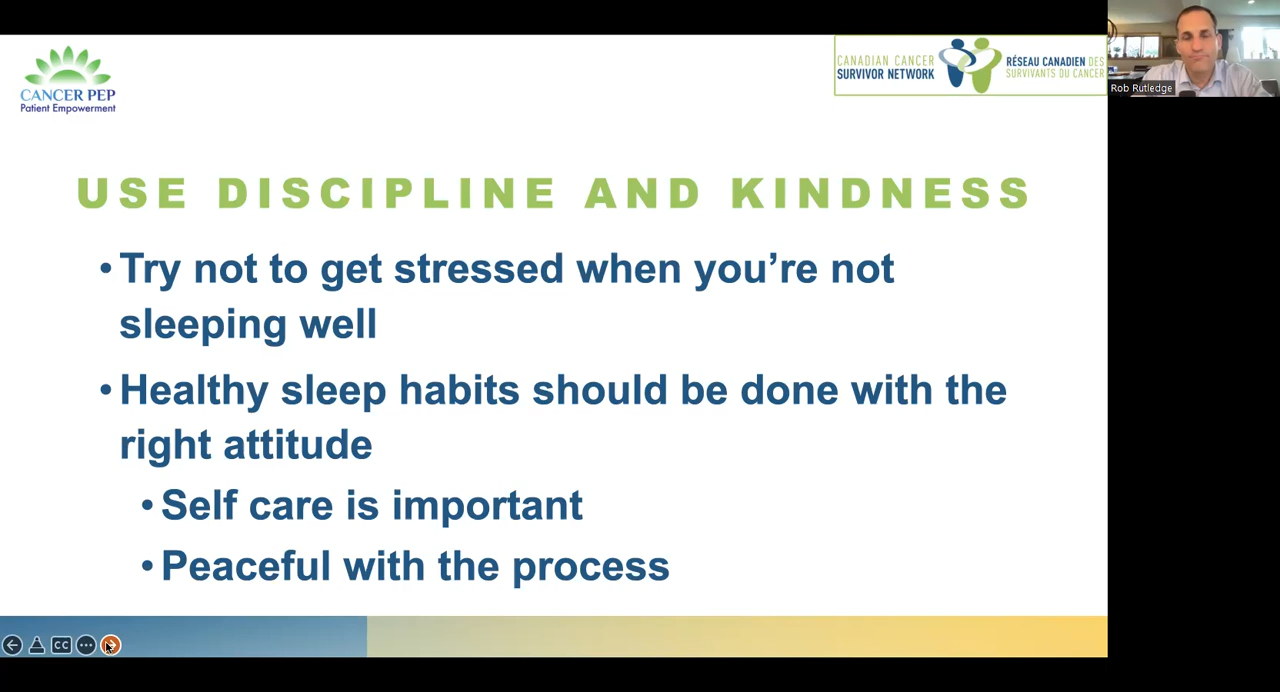 CANCER PEP
Patient Empowerment
CANADIAN CANCER
SURVIVOR NETWORK
RÉSEAU CANADIEN DES
SURVIVANTS DU CANCER
Rob Rutledge
USE DISCIPLINE AND KINDNESS
• Try not to get stressed when you’re not
sleeping well
• Healthy sleep habits should be done with the
right attitude
• Self care is important
• Peaceful with the process
CC